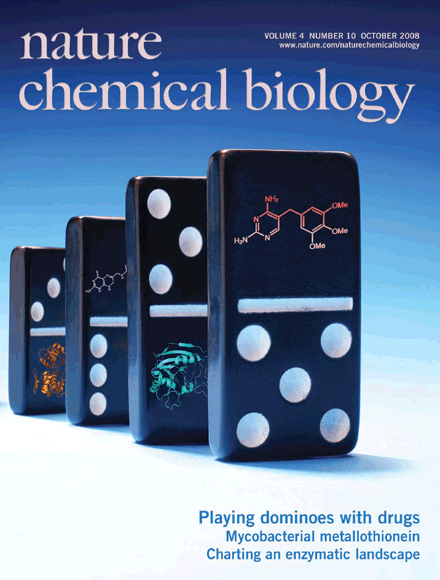 nature
chemical biology
VOLUME 4 NUMBER 10 OCTOBER 2008
www.nature.com/naturechemicalbiology
NH₂
OMe
N
H₂N
N
OMe
OMe
Playing dominoes with drugs
Mycobacterial metallothionein
Charting an enzymatic landscape